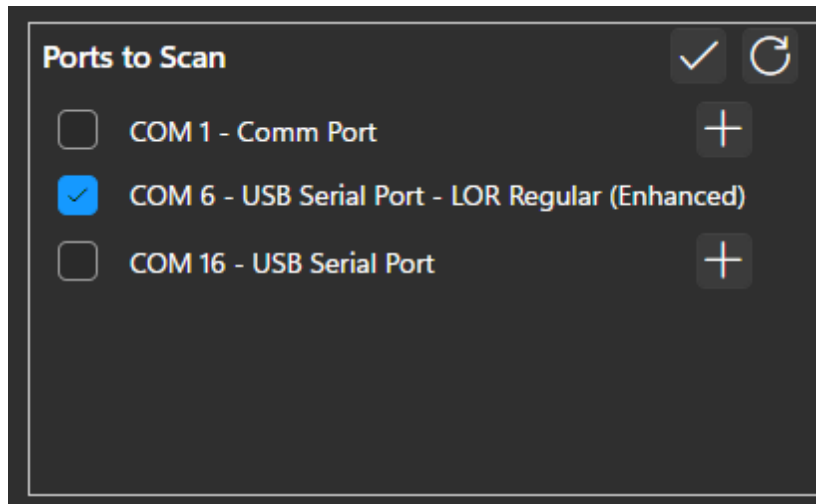 Ports to Scan
COM 1 - Comm Port
COM 6 - USB Serial Port - LOR Regular (Enhanced)
COM 16 - USB Serial Port